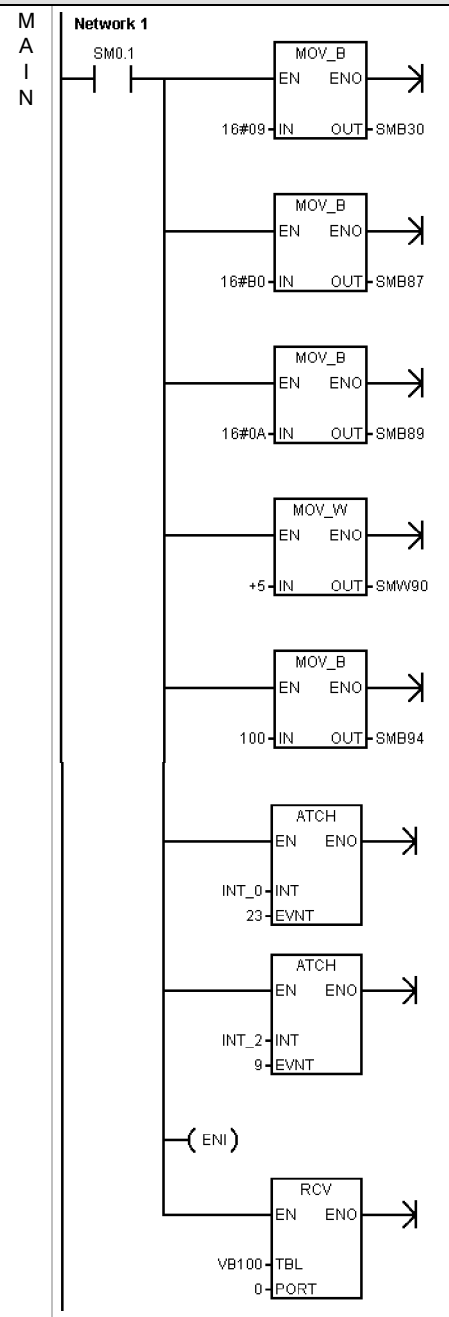 MAIN
Network 1
SM0.1
MOV_B
EN ENO
16#09 IN OUT SMB30
MOV_B
EN ENO
16#B0 IN OUT SMB87
MOV_B
EN ENO
16#0A IN OUT SMB89
MOV_W
EN ENO
+5 IN OUT SMW90
MOV_B
EN ENO
100 IN OUT SMB94
ATCH
EN ENO
INT_0 INT
23 EVNT
ATCH
EN ENO
INT_2 INT
9 EVNT
ENI
RCV
EN ENO
VB100 TBL
0 PORT